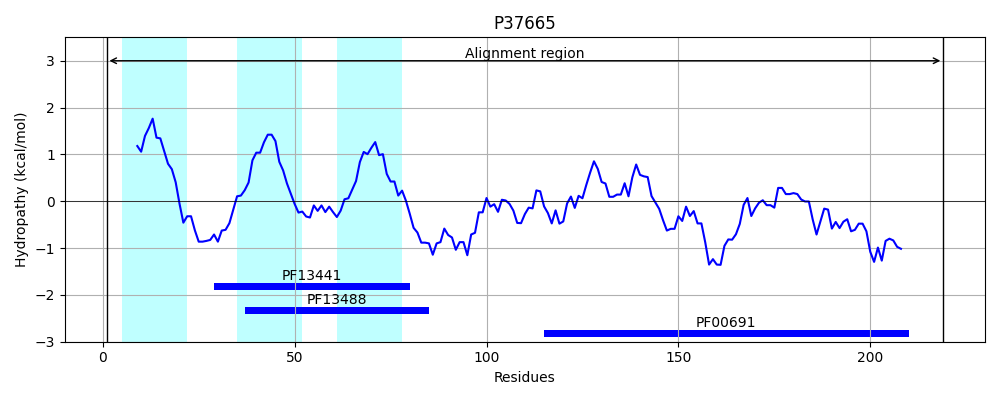 P37665
Alignment region
Hydropathy (kcal/mol)
3
2
1
0
−1
−2
−3
PF13441
PF13488
PF00691
0 50 100 150 200
Residues